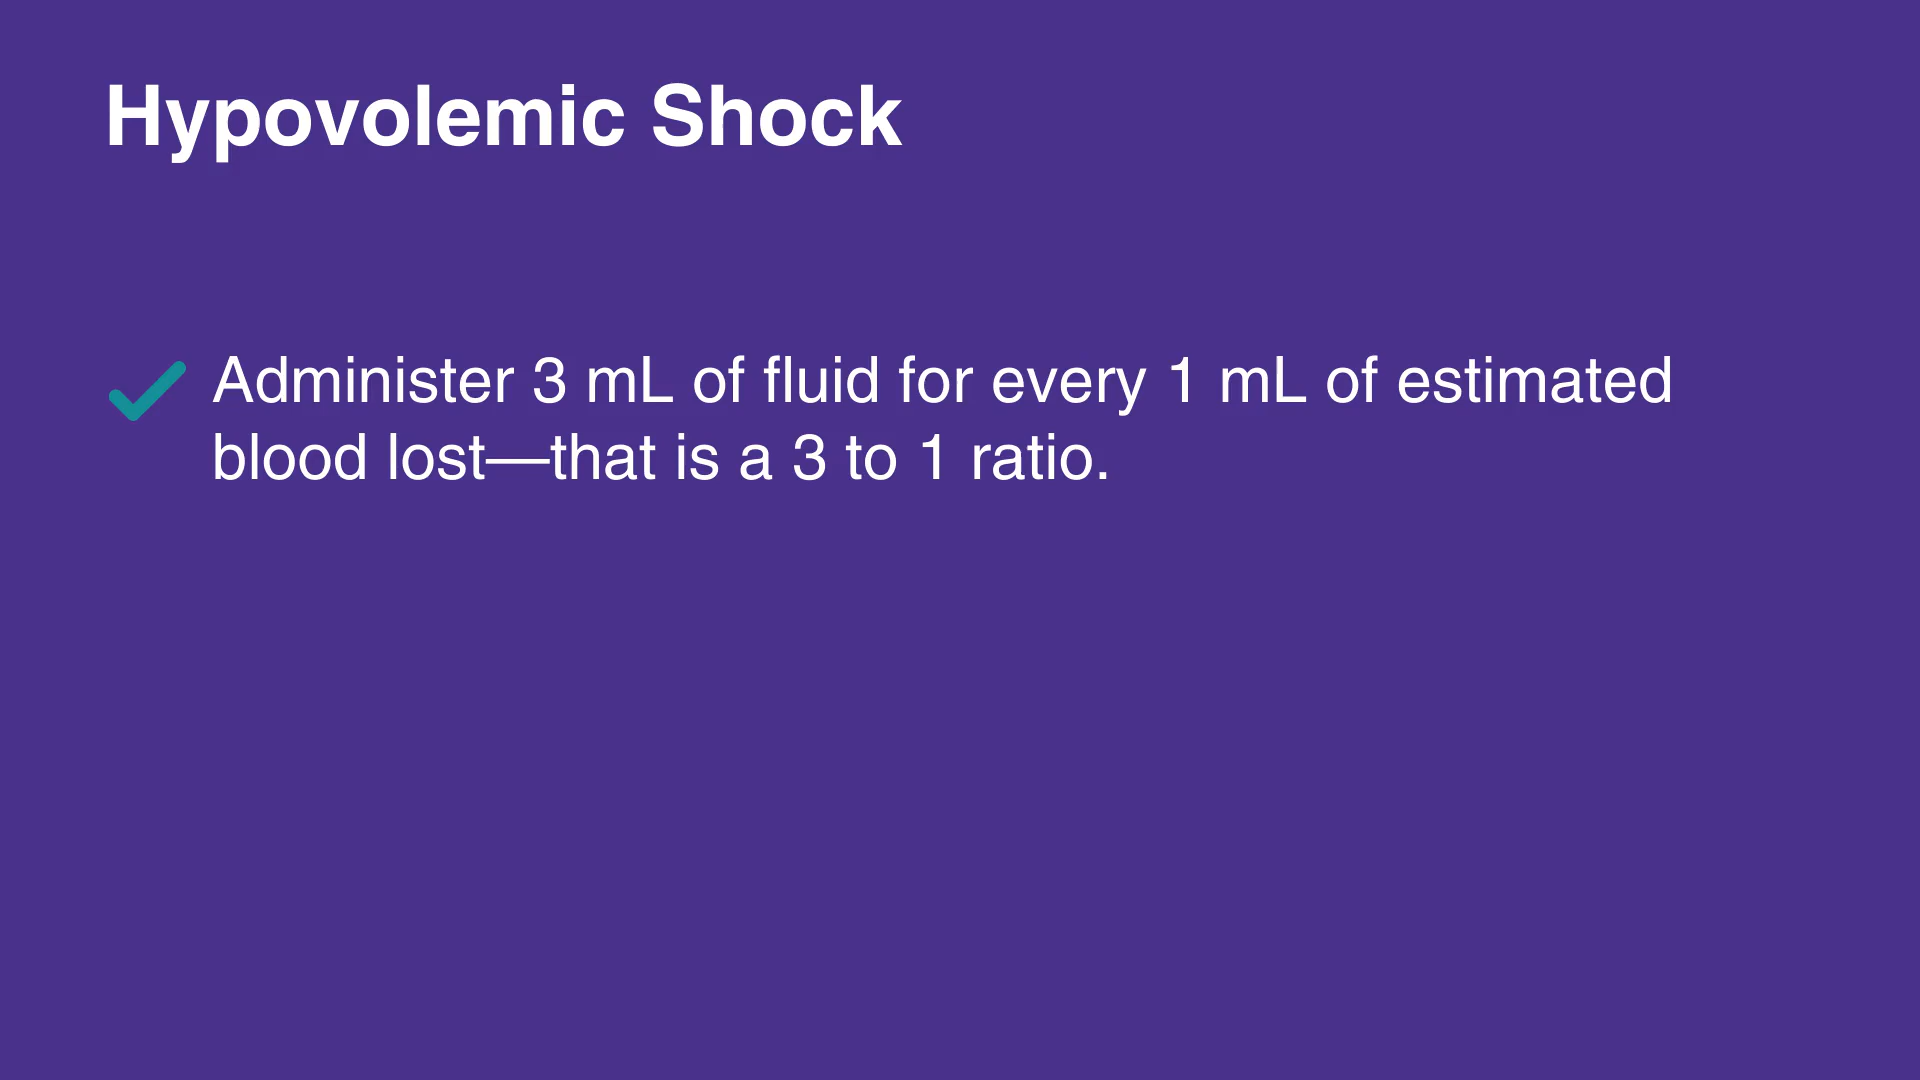 Hypovolemic Shock
Administer 3 mL of fluid for every 1 mL of estimated
blood lost—that is a 3 to 1 ratio.